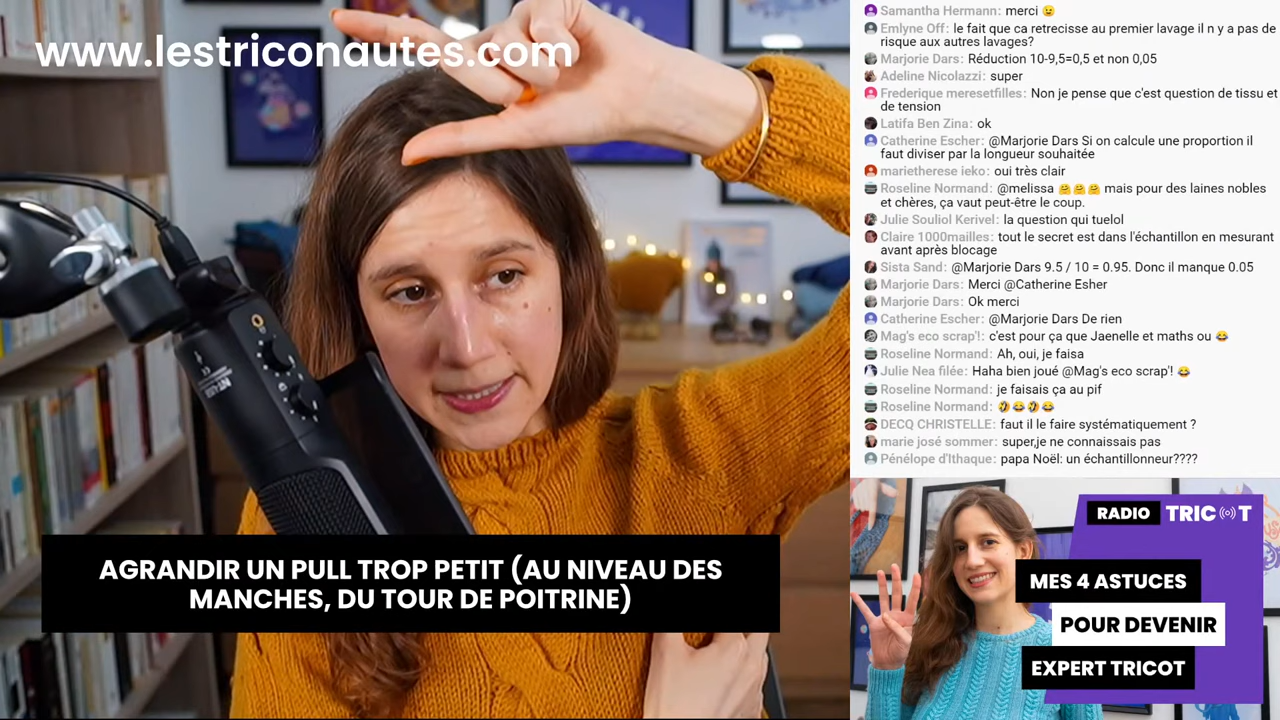 www.lestriconautes.com
AGRANDIR UN PULL TROP PETIT (AU NIVEAU DES
MANCHES, DU TOUR DE POITRINE)
Samantha Hermann: merci 😉
Emlyne Off: le fait que ca retrecisse au premier lavage il n y a pas de
risque aux autres lavages?
Marjorie Dars: Réduction 10-9,5=0,5 et non 0,05
Adeline Nicolazzi: super
Frederique meresetfilles: Non je pense que c'est question de tissu et
de tension
Latifa Ben Zina: ok
Catherine Escher: @Marjorie Dars Si on calcule une proportion il
faut diviser par la longueur souhaitée
marietherese ieko: oui très clair
Roseline Normand: @melissa 🤗🤗🤗 mais pour des laines nobles
et chères, ça vaut peut-être le coup.
Julie Souliol Kerivel: la question qui tuelol
Claire 1000mailles: tout le secret est dans l'échantillon en mesurant
avant après blocage
Sista Sand: @Marjorie Dars 9.5 / 10 = 0.95. Donc il manque 0.05
Marjorie Dars: Merci @Catherine Esher
Marjorie Dars: Ok merci
Catherine Escher: @Marjorie Dars De rien
Mag's eco scrap'!: c'est pour ça que Jaenelle et maths ou 😂
Roseline Normand: Ah, oui, je faisa
Julie Nea filée: Haha bien joué @Mag's eco scrap'! 😂
Roseline Normand: je faisais ça au pif
Roseline Normand: 🤣😂🤣😂
DECQ CHRISTELLE: faut il le faire systématiquement ?
marie josé sommer: super,je ne connaissais pas
Pénélope d'Ithaque: papa Noël: un échantillonneur????
RADIO TRICOT
MES 4 ASTUCES
POUR DEVENIR
EXPERT TRICOT